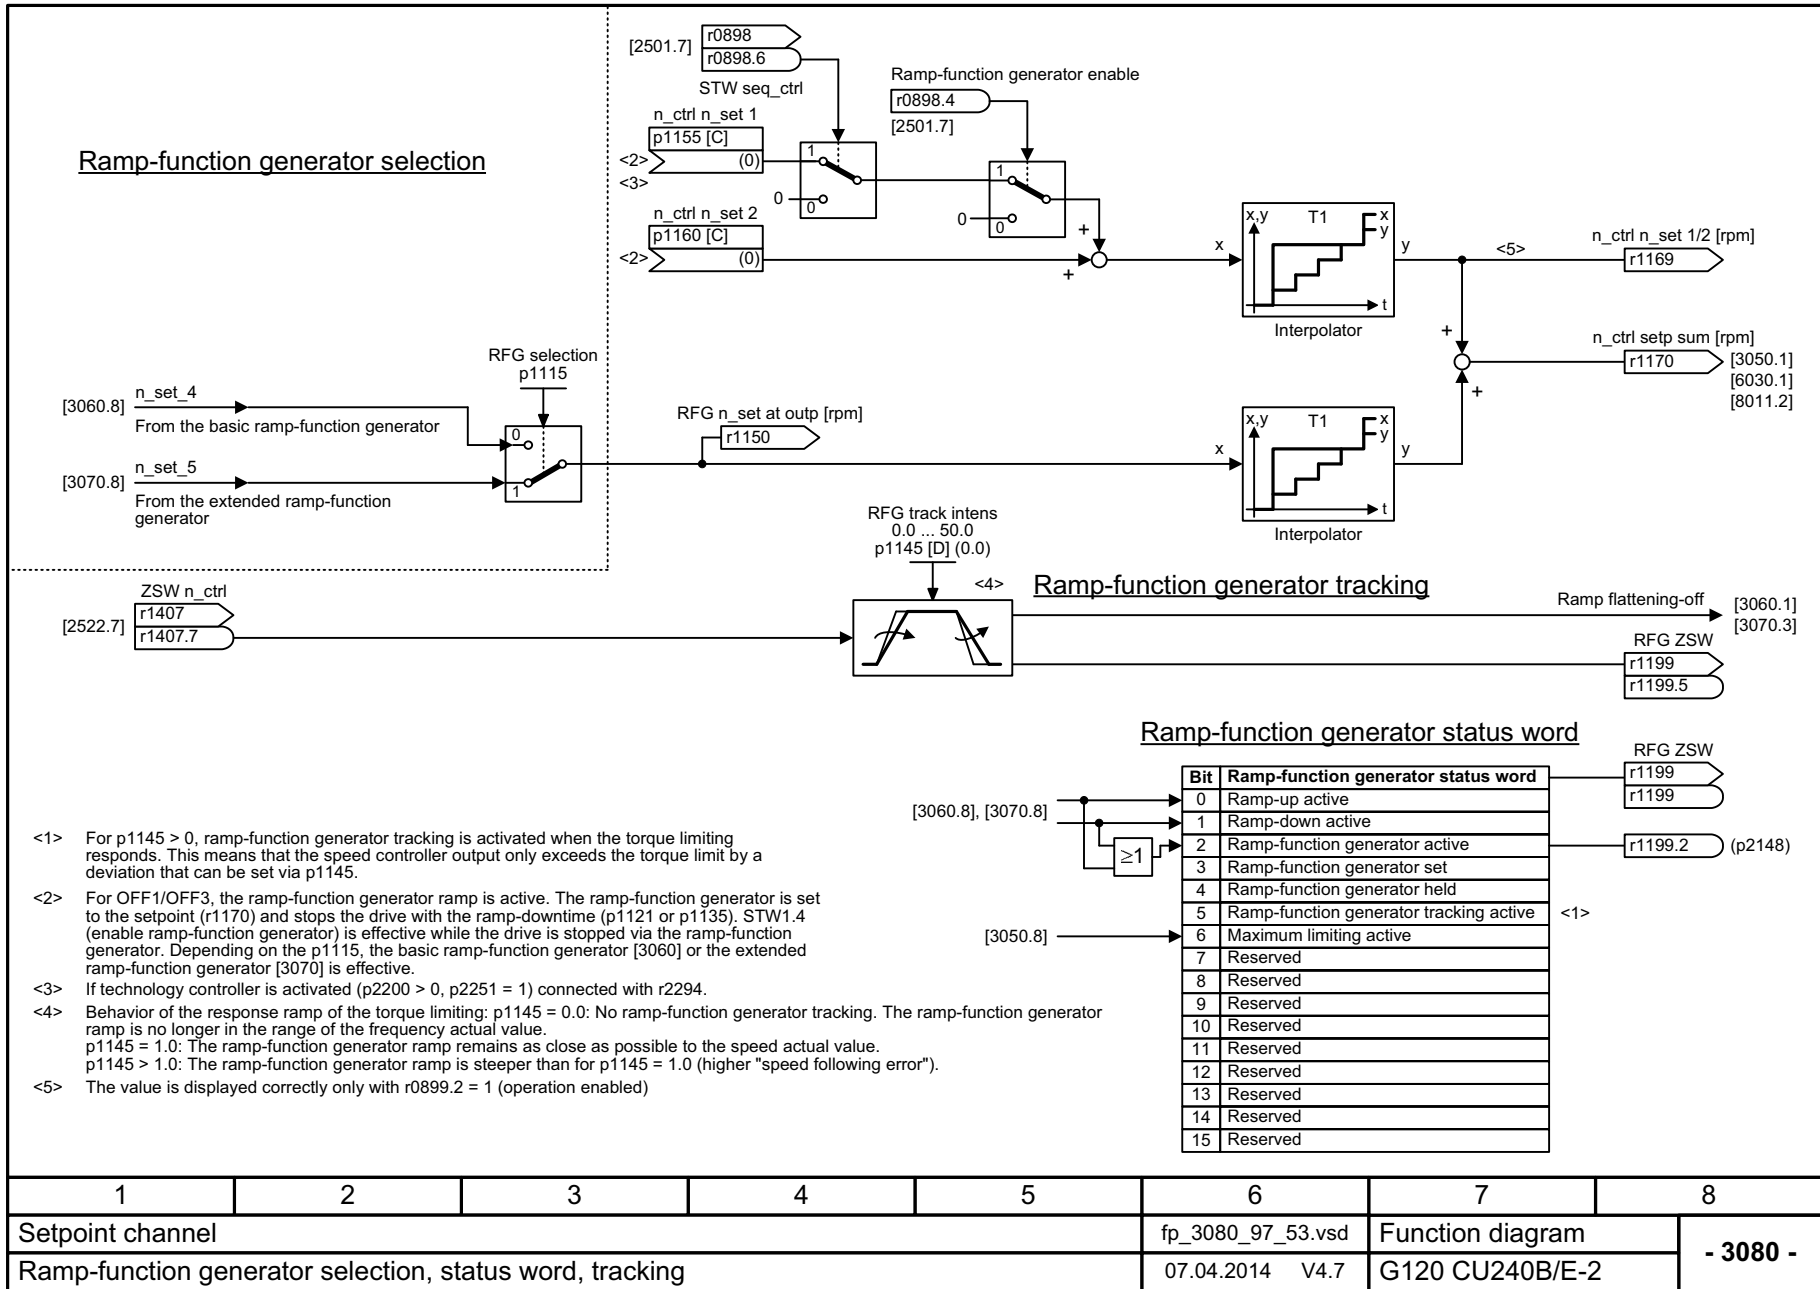 [2501.7]
r0898
r0898.6
STW seq_ctrl
Ramp-function generator enable
r0898.4
[2501.7]
Ramp-function generator selection
n_ctrl n_set 1
p1155 [C]
<2>
(0)
<3>
1
0
0
1
0
0
n_ctrl n_set 2
p1160 [C]
<2>
(0)
+
+
x
x,y
T1
x
y
t
y
Interpolator
<5>
n_ctrl n_set 1/2 [rpm]
r1169
+
n_ctrl setp sum [rpm]
r1170
[3050.1]
[6030.1]
[8011.2]
+
RFG selection
p1115
[3060.8]
n_set_4
From the basic ramp-function generator
0
[3070.8]
n_set_5
1
From the extended ramp-function
generator
RFG n_set at outp [rpm]
r1150
x
x,y
T1
x
y
t
y
Interpolator
RFG track intens
0.0 ... 50.0
p1145 [D] (0.0)
<4>
Ramp-function generator tracking
ZSW n_ctrl
r1407
[2522.7]
r1407.7
Ramp flattening-off
[3060.1]
[3070.3]
RFG ZSW
r1199
r1199.5
Ramp-function generator status word
RFG ZSW
r1199
r1199
Bit Ramp-function generator status word
[3060.8], [3070.8]
0 Ramp-up active
1 Ramp-down active
≥1
2 Ramp-function generator active
r1199.2
(p2148)
3 Ramp-function generator set
4 Ramp-function generator held
5 Ramp-function generator tracking active
<1>
[3050.8]
6 Maximum limiting active
7 Reserved
8 Reserved
9 Reserved
10 Reserved
11 Reserved
12 Reserved
13 Reserved
14 Reserved
15 Reserved
<1> For p1145 > 0, ramp-function generator tracking is activated when the torque limiting
responds. This means that the speed controller output only exceeds the torque limit by a
deviation that can be set via p1145.
<2> For OFF1/OFF3, the ramp-function generator ramp is active. The ramp-function generator is set
to the setpoint (r1170) and stops the drive with the ramp-downtime (p1121 or p1135). STW1.4
(enable ramp-function generator) is effective while the drive is stopped via the ramp-function
generator. Depending on the p1115, the basic ramp-function generator [3060] or the extended
ramp-function generator [3070] is effective.
<3> If technology controller is activated (p2200 > 0, p2251 = 1) connected with r2294.
<4> Behavior of the response ramp of the torque limiting: p1145 = 0.0: No ramp-function generator tracking. The ramp-function generator
ramp is no longer in the range of the frequency actual value.
p1145 = 1.0: The ramp-function generator ramp remains as close as possible to the speed actual value.
p1145 > 1.0: The ramp-function generator ramp is steeper than for p1145 = 1.0 (higher "speed following error").
<5> The value is displayed correctly only with r0899.2 = 1 (operation enabled)
1 2 3 4 5 6 7 8
Setpoint channel
fp_3080_97_53.vsd
Function diagram
- 3080 -
Ramp-function generator selection, status word, tracking
07.04.2014 V4.7
G120 CU240B/E-2